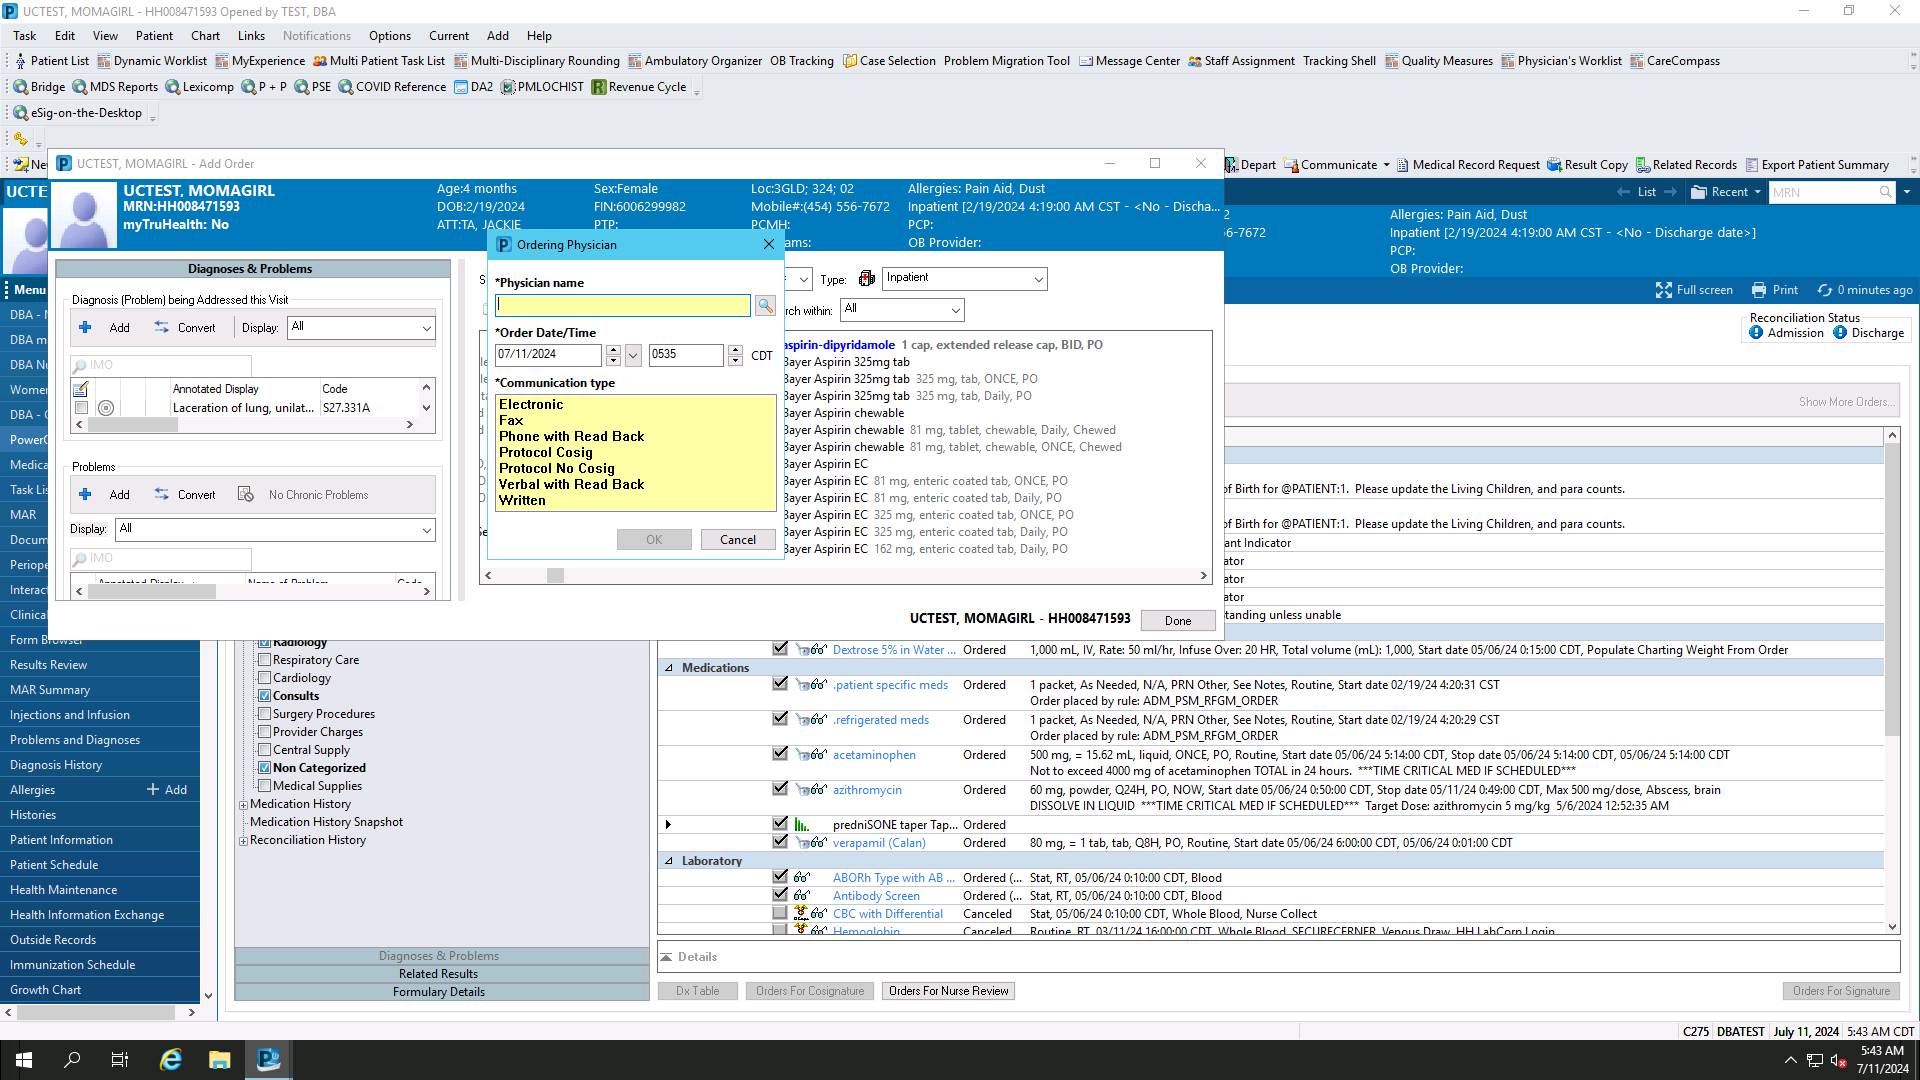 UCTEST, MOMAGIRL - HH008471593 Opened by TEST, DBA
Task Edit View Patient Chart Links Notifications Options Current Add Help
Patient List Dynamic Worklist MyExperience Multi Patient Task List Multi-Disciplinary Rounding Ambulatory Organizer OB Tracking Case Selection Problem Migration Tool Message Center Staff Assignment Tracking Shell Quality Measures Physician's Worklist CareCompass
Bridge MDS Reports Lexicomp P + P PSE COVID Reference DA2 PMLOCHIST Revenue Cycle
eSig-on-the-Desktop
Depart Communicate Medical Record Request Result Copy Related Records Export Patient Summary
List Recent MRN
Allergies: Pain Aid, Dust
6-7672 Inpatient [2/19/2024 4:19:00 AM CST - <No - Discharge date>]
PCP:
OB Provider:
Full screen Print 0 minutes ago
Reconciliation Status
Admission Discharge
Show More Orders...
UCTEST, MOMAGIRL - Add Order
UCTEST, MOMAGIRL
MRN:HH008471593
myTruHealth: No
Age:4 months
DOB:2/19/2024
ATT:TA, JACKIE
Sex:Female
FIN:6006299982
PTP:
Loc:3GLD; 324; 02
Mobile#:(454) 556-7672
PCMH:
ams:
Allergies: Pain Aid, Dust
Inpatient [2/19/2024 4:19:00 AM CST - <No - Discha...
PCP:
OB Provider:
Diagnoses & Problems
Diagnosis (Problem) being Addressed this Visit
Add Convert Display: All
IMO
Annotated Display Code
Laceration of lung, unilat... S27.331A
Problems
Add Convert No Chronic Problems
Display: All
IMO
Annotated Display Name of Problem Code
Type: Inpatient
rch within: All
Ordering Physician
*Physician name
*Order Date/Time
07/11/2024 0535 CDT
*Communication type
Electronic
Fax
Phone with Read Back
Protocol Cosig
Protocol No Cosig
Verbal with Read Back
Written
OK Cancel
aspirin-dipyridamole 1 cap, extended release cap, BID, PO
Bayer Aspirin 325mg tab
Bayer Aspirin 325mg tab 325 mg, tab, ONCE, PO
Bayer Aspirin 325mg tab 325 mg, tab, Daily, PO
Bayer Aspirin chewable
Bayer Aspirin chewable 81 mg, tablet, chewable, Daily, Chewed
Bayer Aspirin chewable 81 mg, tablet, chewable, ONCE, Chewed
Bayer Aspirin EC
Bayer Aspirin EC 81 mg, enteric coated tab, ONCE, PO
Bayer Aspirin EC 81 mg, enteric coated tab, Daily, PO
Bayer Aspirin EC 325 mg, enteric coated tab, ONCE, PO
Bayer Aspirin EC 325 mg, enteric coated tab, Daily, PO
Bayer Aspirin EC 162 mg, enteric coated tab, Daily, PO
UCTEST, MOMAGIRL - HH008471593 Done
UCTE
Menu
DBA -
DBA m
DBA Nu
Women
DBA -
PowerC
Medica
Task Lis
MAR
Docum
Periope
Interac
Clinical
Form Browser
Results Review
MAR Summary
Injections and Infusion
Problems and Diagnoses
Diagnosis History
Allergies Add
Histories
Patient Information
Patient Schedule
Health Maintenance
Health Information Exchange
Outside Records
Immunization Schedule
Growth Chart
Radiology
Respiratory Care
Cardiology
Consults
Surgery Procedures
Provider Charges
Central Supply
Non Categorized
Medical Supplies
Medication History
Medication History Snapshot
Reconciliation History
Diagnoses & Problems
Related Results
Formulary Details
of Birth for @PATIENT:1. Please update the Living Children, and para counts.
of Birth for @PATIENT:1. Please update the Living Children, and para counts.
ant Indicator
ator
ator
ator
tanding unless unable
Dextrose 5% in Water ... Ordered 1,000 mL, IV, Rate: 50 ml/hr, Infuse Over: 20 HR, Total volume (mL): 1,000, Start date 05/06/24 0:15:00 CDT, Populate Charting Weight From Order
Medications
.patient specific meds Ordered 1 packet, As Needed, N/A, PRN Other, See Notes, Routine, Start date 02/19/24 4:20:31 CST
Order placed by rule: ADM_PSM_RFGM_ORDER
.refrigerated meds Ordered 1 packet, As Needed, N/A, PRN Other, See Notes, Routine, Start date 02/19/24 4:20:29 CST
Order placed by rule: ADM_PSM_RFGM_ORDER
acetaminophen Ordered 500 mg, = 15.62 mL, liquid, ONCE, PO, Routine, Start date 05/06/24 5:14:00 CDT, Stop date 05/06/24 5:14:00 CDT, 05/06/24 5:14:00 CDT
Not to exceed 4000 mg of acetaminophen TOTAL in 24 hours. ***TIME CRITICAL MED IF SCHEDULED***
azithromycin Ordered 60 mg, powder, Q24H, PO, NOW, Start date 05/06/24 0:50:00 CDT, Stop date 05/11/24 0:49:00 CDT, Max 500 mg/dose, Abscess, brain
DISSOLVE IN LIQUID ***TIME CRITICAL MED IF SCHEDULED*** Target Dose: azithromycin 5 mg/kg 5/6/2024 12:52:35 AM
predniSONE taper Tap... Ordered
verapamil (Calan) Ordered 80 mg, = 1 tab, tab, Q8H, PO, Routine, Start date 05/06/24 6:00:00 CDT, 05/06/24 0:01:00 CDT
Laboratory
ABORh Type with AB ... Ordered (... Stat, RT, 05/06/24 0:10:00 CDT, Blood
Antibody Screen Ordered (... Stat, RT, 05/06/24 0:10:00 CDT, Blood
CBC with Differential Canceled Stat, 05/06/24 0:10:00 CDT, Whole Blood, Nurse Collect
Hemoglobin Canceled Routine, RT, 03/11/24 16:00:00 CDT, Whole Blood, SECURECERNER, Venous Draw, HH LabCorp Login
Details
Dx Table Orders For Cosignature Orders For Nurse Review Orders For Signature
C275 DBATEST July 11, 2024 5:43 AM CDT
5:43 AM
7/11/2024